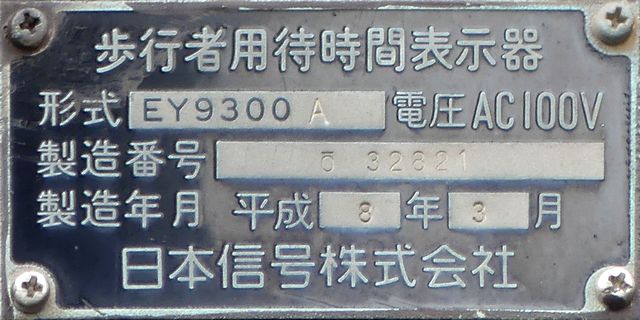 歩行者用待時間表示器
形式 EY9300 A 電圧 AC100V
製造番号 ō 32821
製造年月 平成 8 年 3 月
日本信号株式会社